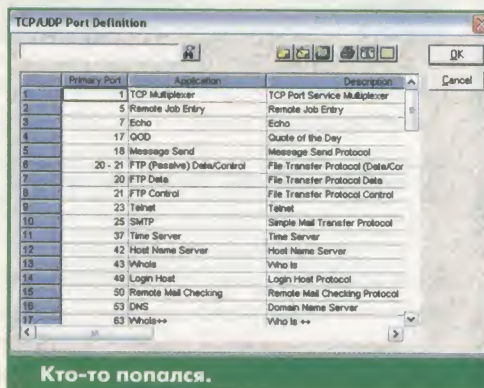 TCP/UDP Port Definition
OK
Cancel
Primary Port Application Description
1 1 TCP Multiplexer TCP Port Service Multiplexer
2 5 Remote Job Entry Remote Job Entry
3 7 Echo Echo
4 17 QOD Quote of the Day
5 18 Message Send Message Send Protocol
6 20 - 21 FTP (Passive) Data/Control File Transfer Protocol (Data/Cor
7 20 FTP Data File Transfer Protocol Data
8 21 FTP Control File Transfer Protocol Control
9 23 Telnet Telnet
10 25 SMTP Simple Mail Transfer Protocol
11 37 Time Server Time Server
12 42 Host Name Server Host Name Server
13 43 WhoIs Who Is
14 49 Login Host Login Host Protocol
15 50 Remote Mail Checking Remote Mail Checking Protocol
16 53 DNS Domain Name Server
17 63 WhoIs++ Who Is ++
Кто-то попался.